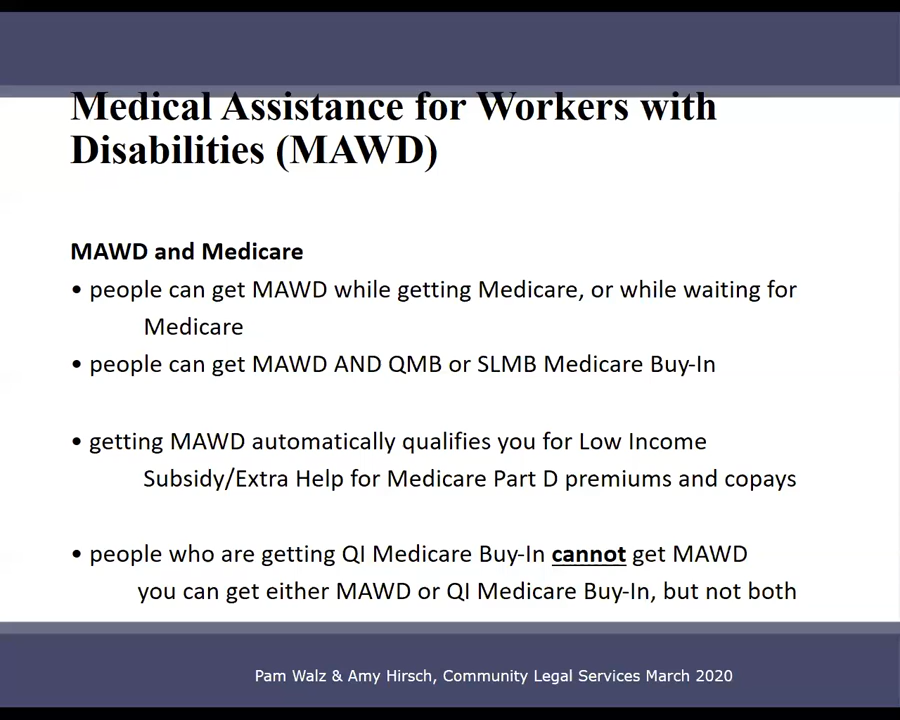 Medical Assistance for Workers with
Disabilities (MAWD)
MAWD and Medicare
• people can get MAWD while getting Medicare, or while waiting for
Medicare
• people can get MAWD AND QMB or SLMB Medicare Buy-In
• getting MAWD automatically qualifies you for Low Income
Subsidy/Extra Help for Medicare Part D premiums and copays
• people who are getting QI Medicare Buy-In cannot get MAWD
you can get either MAWD or QI Medicare Buy-In, but not both
Pam Walz & Amy Hirsch, Community Legal Services March 2020